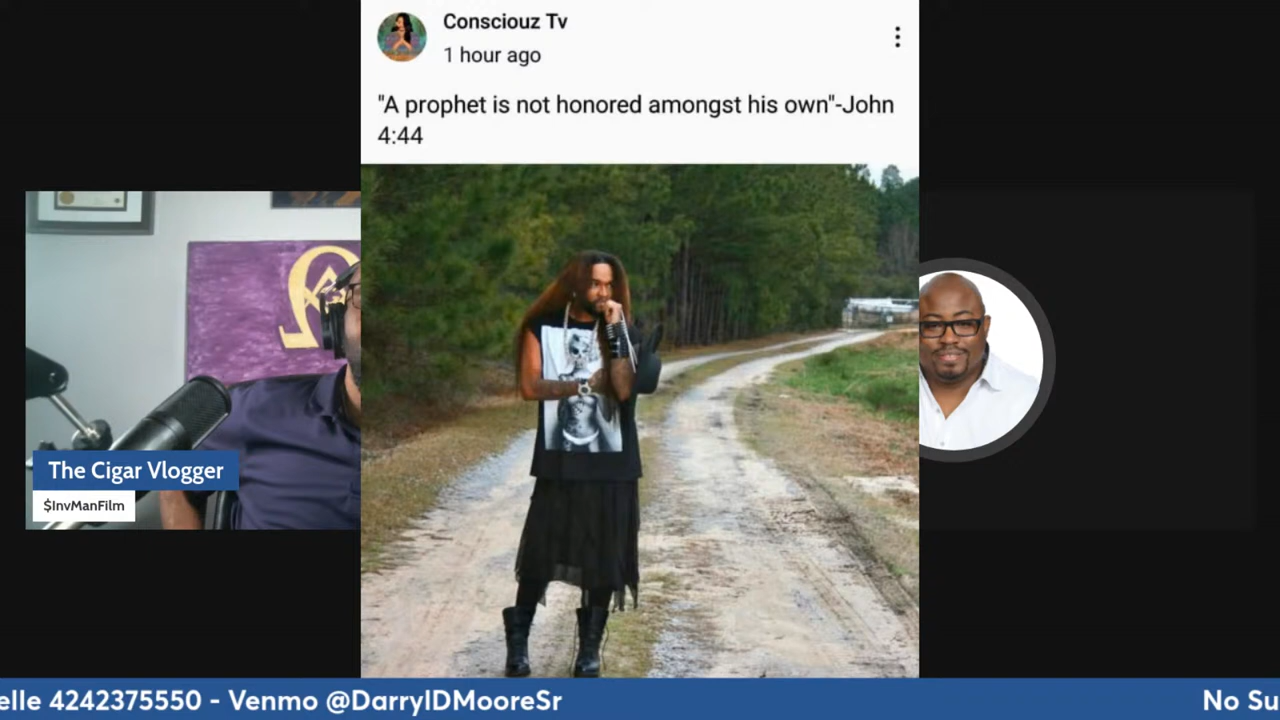 Consciouz Tv
1 hour ago
"A prophet is not honored amongst his own"-John
4:44
The Cigar Vlogger
$InvManFilm
elle 4242375550 - Venmo @DarrylDMooreSr
No Su